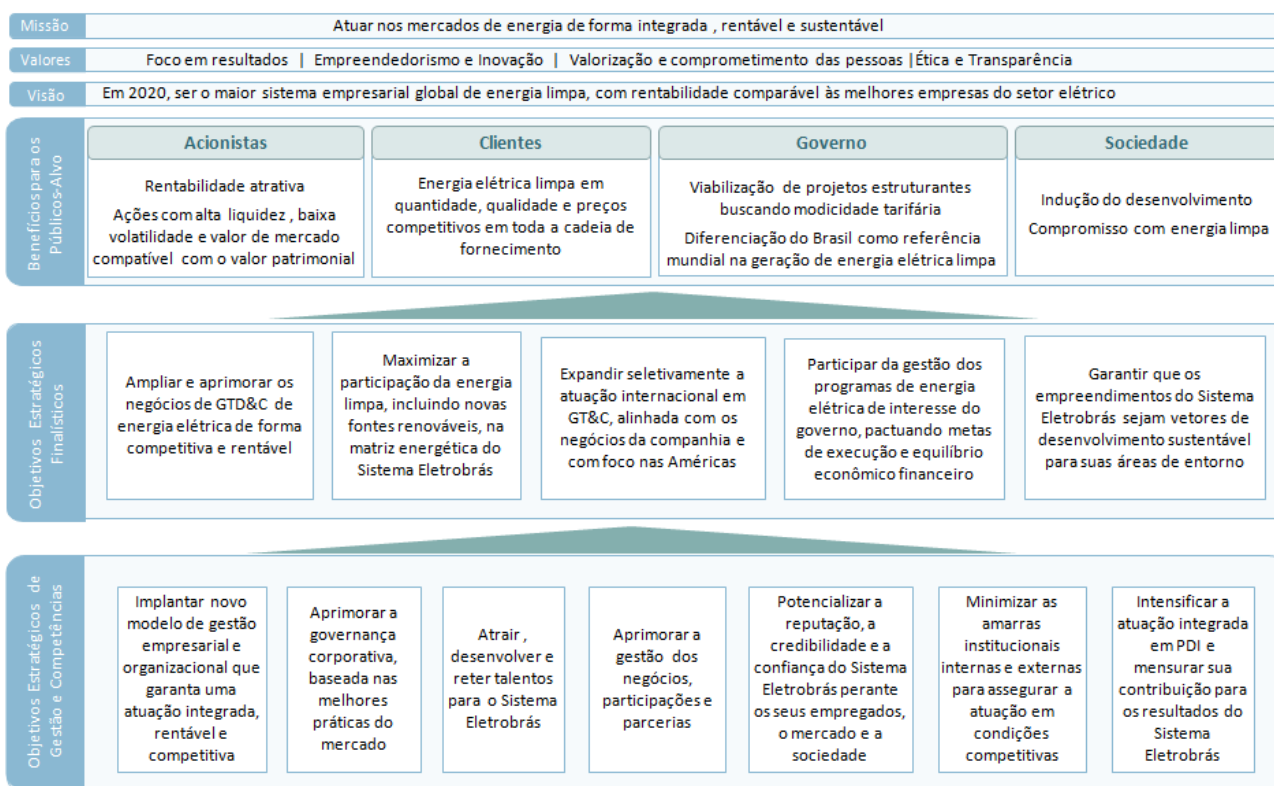 Missão
Atuar nos mercados de energia de forma integrada , rentável e sustentável
Valores
Foco em resultados | Empreendedorismo e Inovação | Valorização e comprometimento das pessoas |Ética e Transparência
Visão
Em 2020, ser o maior sistema empresarial global de energia limpa, com rentabilidade comparável às melhores empresas do setor elétrico
Benefícios para os
Públicos-Alvo
Acionistas
Rentabilidade atrativa
Ações com alta liquidez , baixa
volatilidade e valor de mercado
compatível com o valor patrimonial
Clientes
Energia elétrica limpa em
quantidade, qualidade e preços
competitivos em toda a cadeia de
fornecimento
Governo
Viabilização de projetos estruturantes
buscando modicidade tarifária
Diferenciação do Brasil como referência
mundial na geração de energia elétrica limpa
Sociedade
Indução do desenvolvimento
Compromisso com energia limpa
Objetivos Estratégicos
Finalísticos
Ampliar e aprimorar os
negócios de GTD&C de
energia elétrica de forma
competitiva e rentável
Maximizar a
participação da energia
limpa, incluindo novas
fontes renováveis, na
matriz energética do
Sistema Eletrobrás
Expandir seletivamente a
atuação internacional em
GT&C, alinhada com os
negócios da companhia e
com foco nas Américas
Participar da gestão dos
programas de energia
elétrica de interesse do
governo, pactuando metas
de execução e equilíbrio
econômico financeiro
Garantir que os
empreendimentos do Sistema
Eletrobrás sejam vetores de
desenvolvimento sustentável
para suas áreas de entorno
Objetivos Estratégicos de
Gestão e Competências
Implantar novo
modelo de gestão
empresarial e
organizacional que
garanta uma
atuação integrada,
rentável e
competitiva
Aprimorar a
governança
corporativa,
baseada nas
melhores
práticas do
mercado
Atrair ,
desenvolver e
reter talentos
para o Sistema
Eletrobrás
Aprimorar a
gestão dos
negócios,
participações e
parcerias
Potencializar a
reputação, a
credibilidade e a
confiança do Sistema
Eletrobrás perante
os seus empregados,
o mercado e a
sociedade
Minimizar as
amarras
institucionais
internas e externas
para assegurar a
atuação em
condições
competitivas
Intensificar a
atuação integrada
em PDI e
mensurar sua
contribuição para
os resultados do
Sistema
Eletrobrás